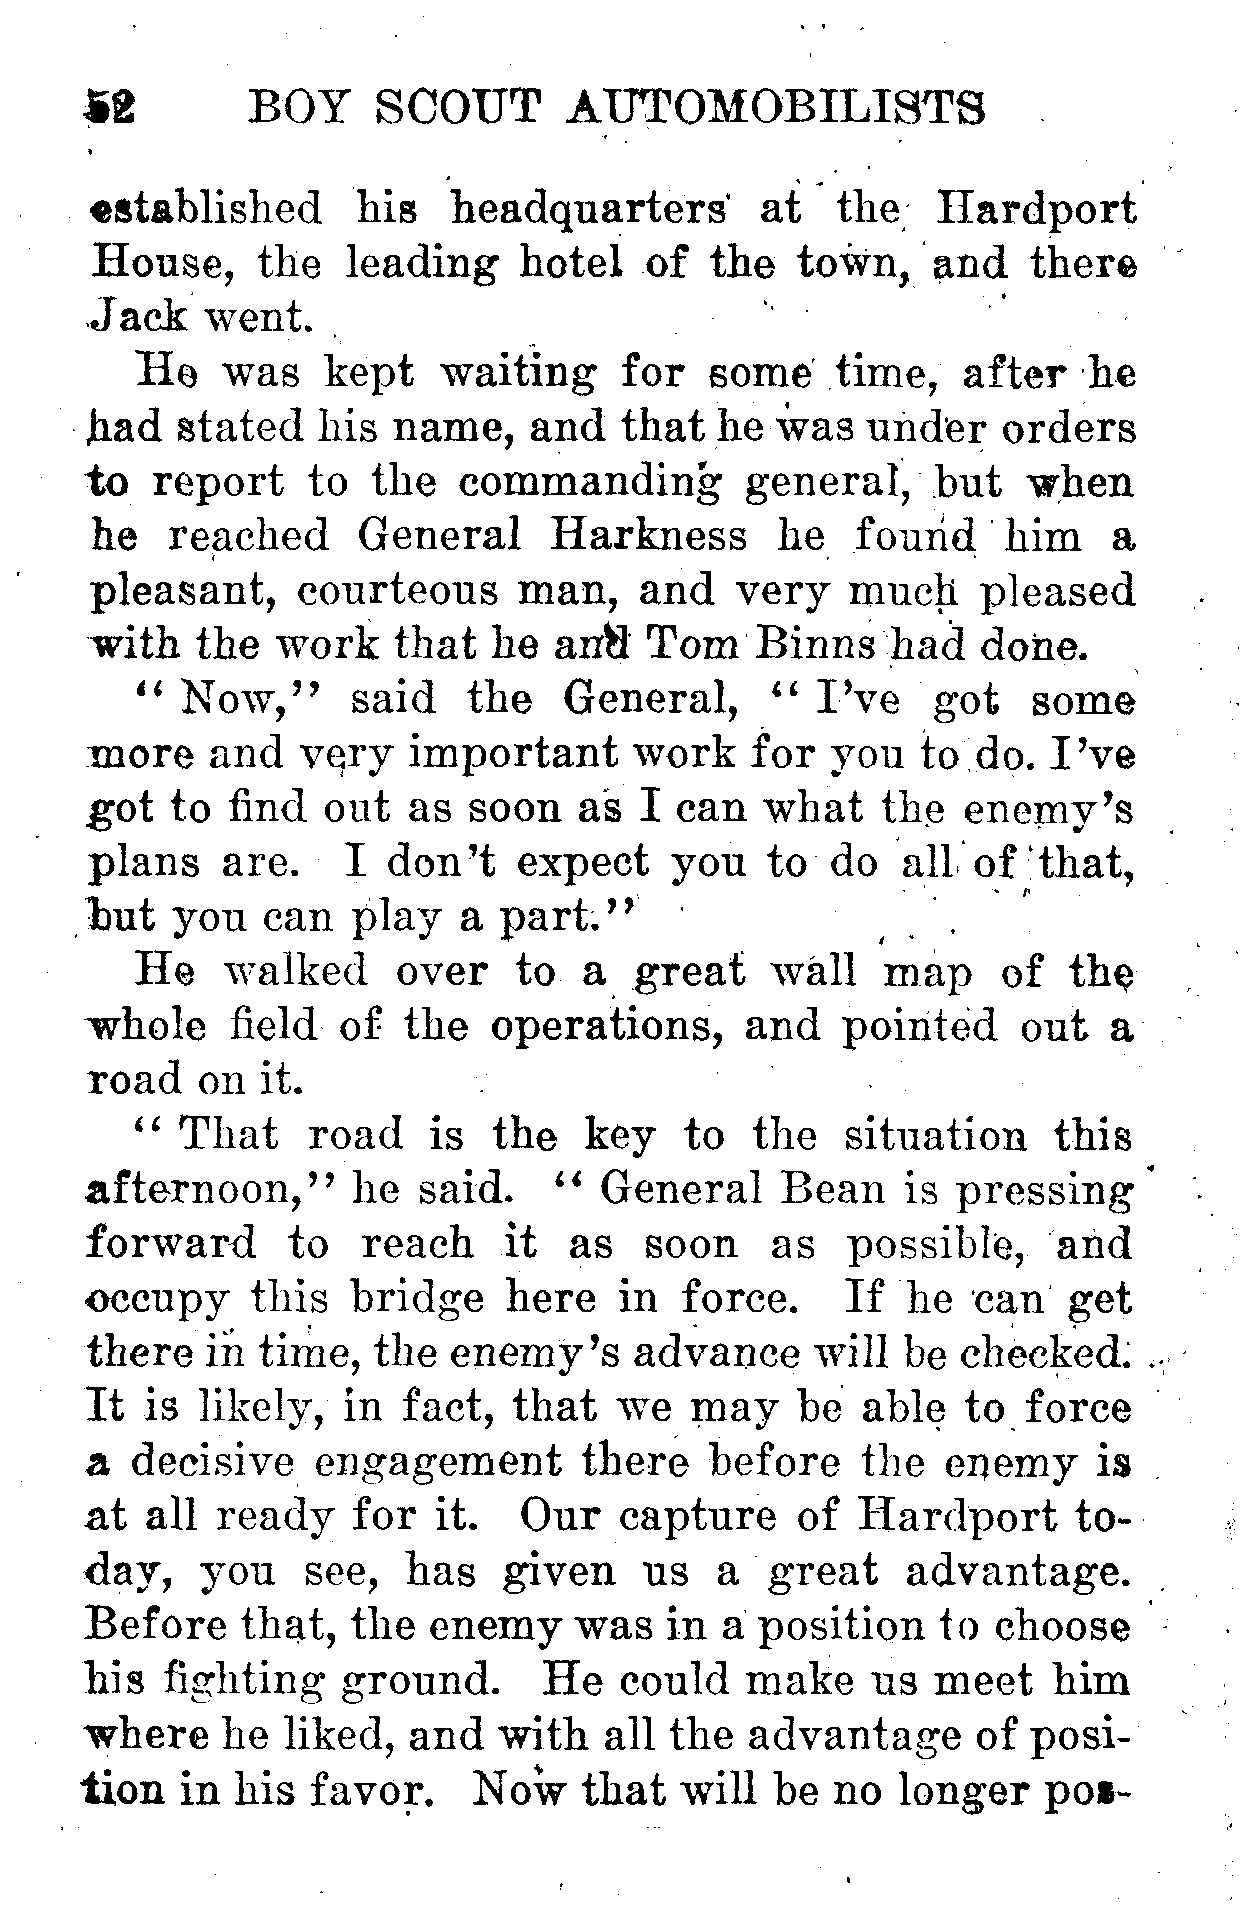 52 BOY SCOUT AUTOMOBILISTS
established his headquarters at the Hardport
House, the leading hotel of the town, and there
Jack went.
He was kept waiting for some time, after he
had stated his name, and that he was under orders
to report to the commanding general, but when
he reached General Harkness he found him a
pleasant, courteous man, and very much pleased
with the work that he and Tom Binns had done.
"Now," said the General, "I've got some
more and very important work for you to do. I've
got to find out as soon as I can what the enemy's
plans are. I don't expect you to do all of that,
but you can play a part."
He walked over to a great wall map of the
whole field of the operations, and pointed out a
road on it.
"That road is the key to the situation this
afternoon," he said. "General Bean is pressing
forward to reach it as soon as possible, and
occupy this bridge here in force. If he can get
there in time, the enemy's advance will be checked.
It is likely, in fact, that we may be able to force
a decisive engagement there before the enemy is
at all ready for it. Our capture of Hardport to-
day, you see, has given us a great advantage.
Before that, the enemy was in a position to choose
his fighting ground. He could make us meet him
where he liked, and with all the advantage of posi-
tion in his favor. Now that will be no longer pos-